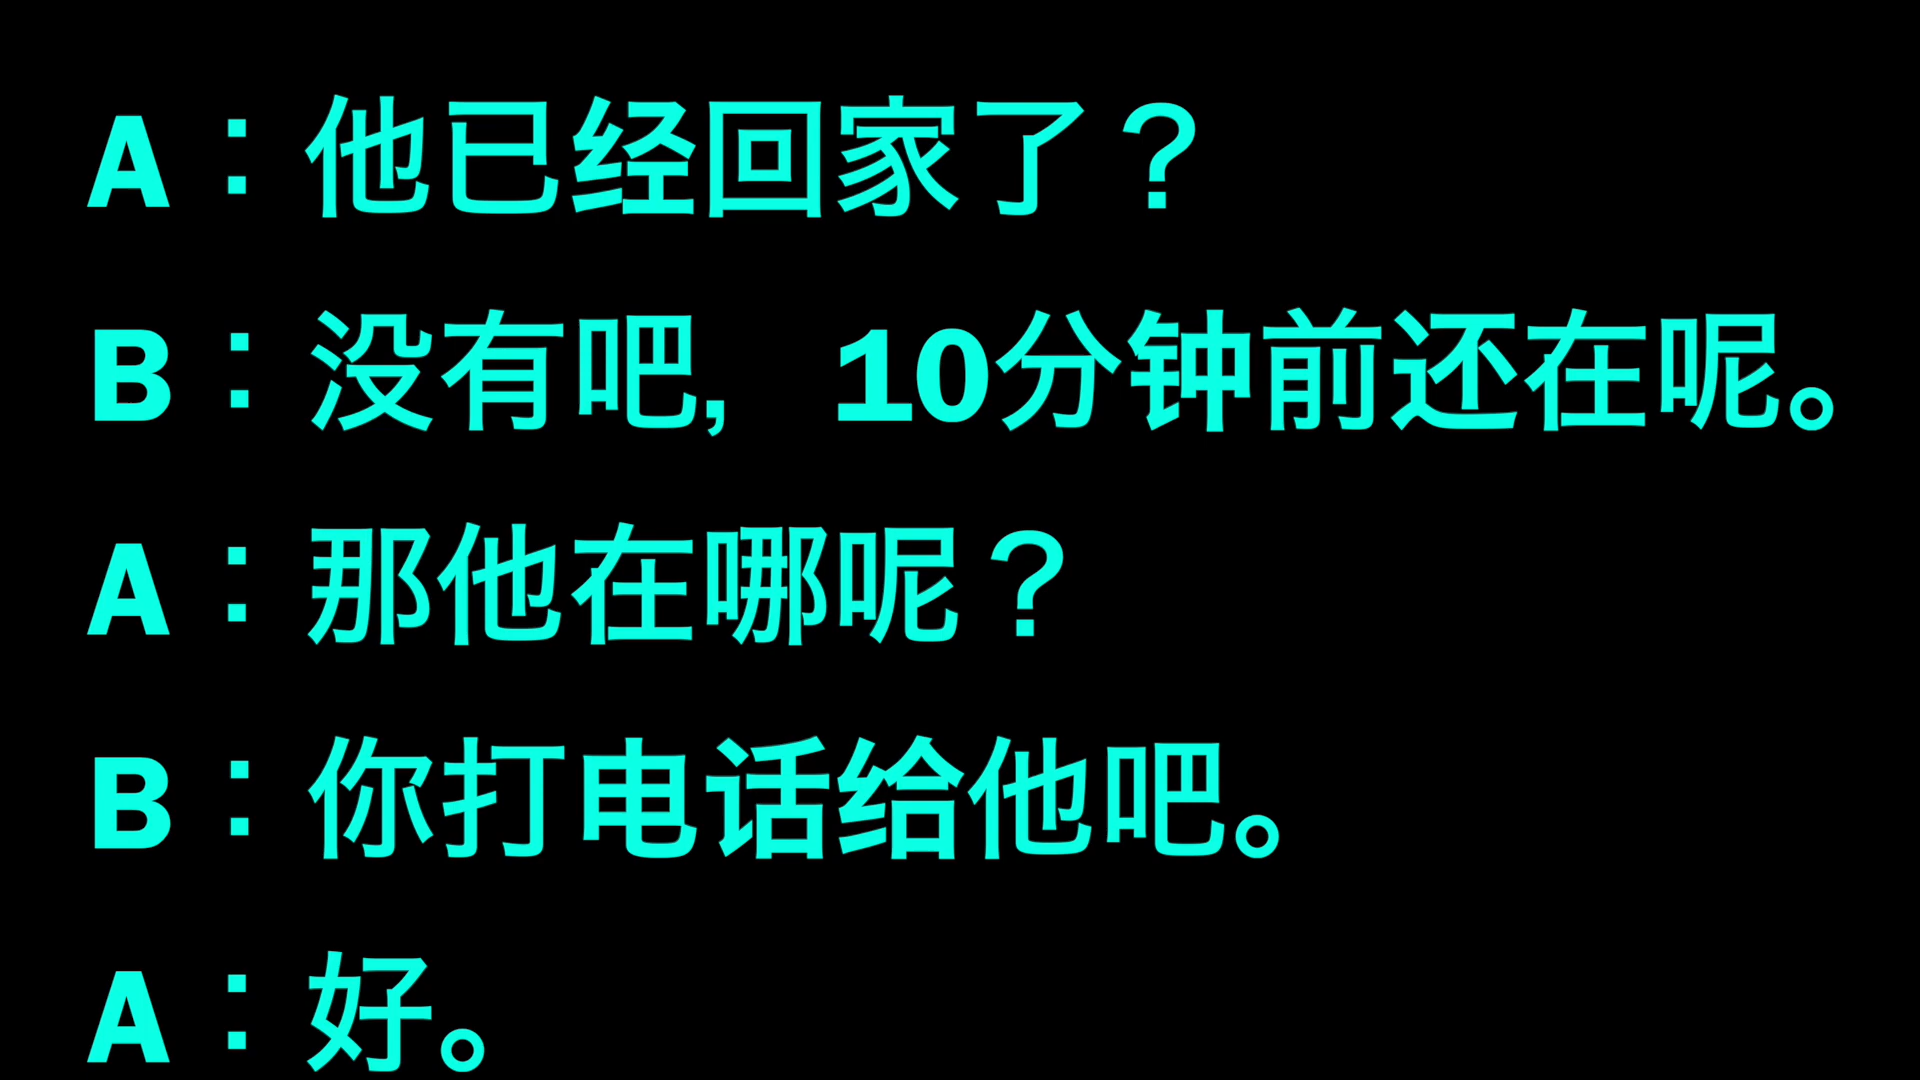 A：他已经回家了？
B：没有吧，10分钟前还在呢。
A：那他在哪呢？
B：你打电话给他吧。
A：好。